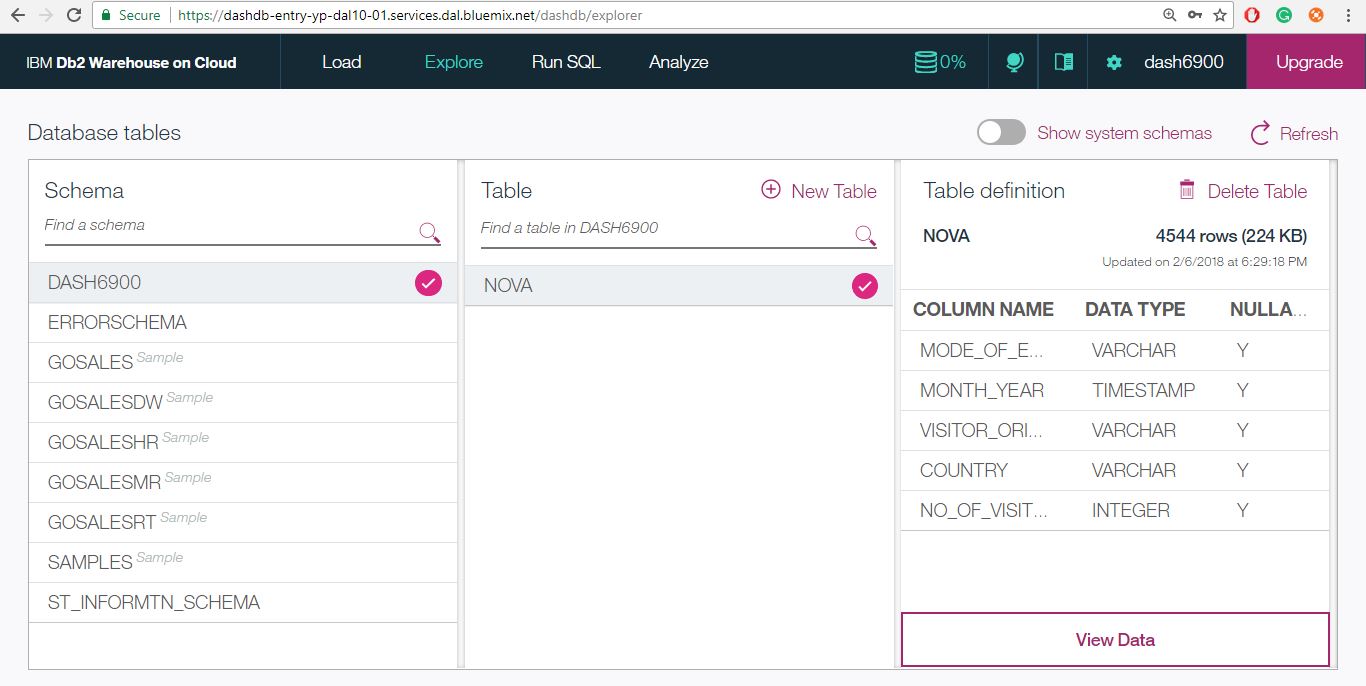 Secure https://dashdb-entry-yp-dal10-01.services.dal.bluemix.net/dashdb/explorer
IBM Db2 Warehouse on Cloud Load Explore Run SQL Analyze 0% dash6900 Upgrade
Database tables Show system schemas Refresh
Schema
Find a schema
DASH6900
ERRORSCHEMA
GOSALES Sample
GOSALESDW Sample
GOSALESHR Sample
GOSALESMR Sample
GOSALESRT Sample
SAMPLES Sample
ST_INFORMTN_SCHEMA
Table New Table
Find a table in DASH6900
NOVA
Table definition Delete Table
NOVA 4544 rows (224 KB)
Updated on 2/6/2018 at 6:29:18 PM
COLUMN NAME DATA TYPE NULLA...
MODE_OF_E... VARCHAR Y
MONTH_YEAR TIMESTAMP Y
VISITOR_ORI... VARCHAR Y
COUNTRY VARCHAR Y
NO_OF_VISIT... INTEGER Y
View Data